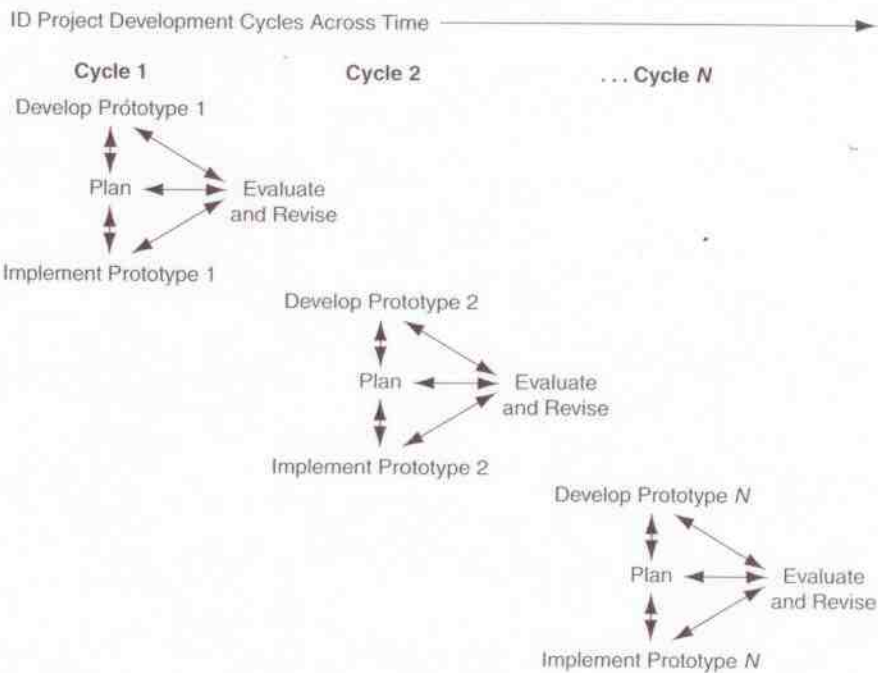 ID Project Development Cycles Across Time
Cycle 1
Cycle 2
... Cycle N
Develop Prototype 1
Plan
Evaluate
and Revise
Implement Prototype 1
Develop Prototype 2
Plan
Evaluate
and Revise
Implement Prototype 2
Develop Prototype N
Plan
Evaluate
and Revise
Implement Prototype N